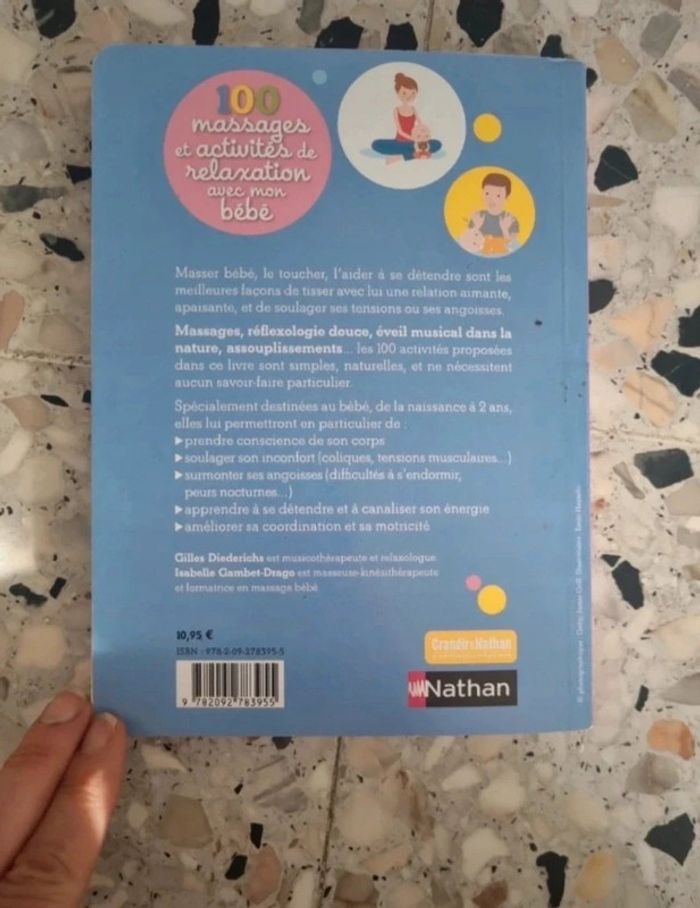 100
massages
et activités de
relaxation
avec mon
bébé
Masser bébé, le toucher, l'aider à se détendre sont les
meilleures façons de tisser avec lui une relation aimante,
apaisante, et de soulager ses tensions ou ses angoisses.
Massages, réflexologie douce, éveil musical dans la
nature, assouplissements... les 100 activités proposées
dans ce livre sont simples, naturelles, et ne nécessitent
aucun savoir-faire particulier.
Spécialement destinées au bébé, de la naissance à 2 ans,
elles lui permettront en particulier de :
▶ prendre conscience de son corps
▶ soulager son inconfort (coliques, tensions musculaires...)
▶ surmonter ses angoisses (difficultés à s'endormir,
peurs nocturnes...)
▶ apprendre à se détendre et à canaliser son énergie
▶ améliorer sa coordination et sa motricité
Gilles Diederichs est musicothérapeute et relaxologue.
Isabelle Gambet-Drago est masseuse-kinésithérapeute
et formatrice en massage bébé
10,95 €
ISBN : 978-2-09-278395-5
9 782092 783955
Grandir Nathan
Nathan